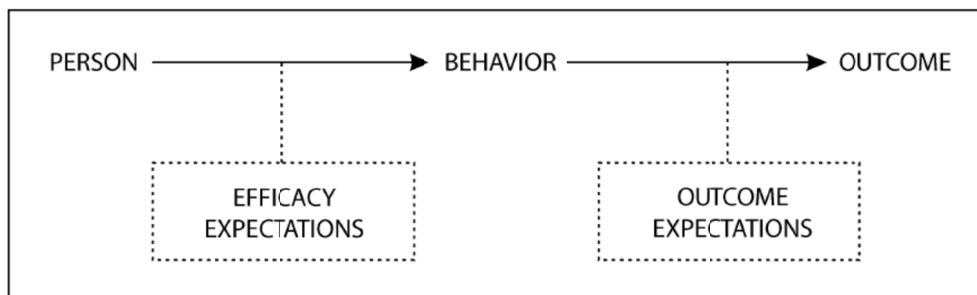 PERSON BEHAVIOR OUTCOME
EFFICACY
EXPECTATIONS
OUTCOME
EXPECTATIONS